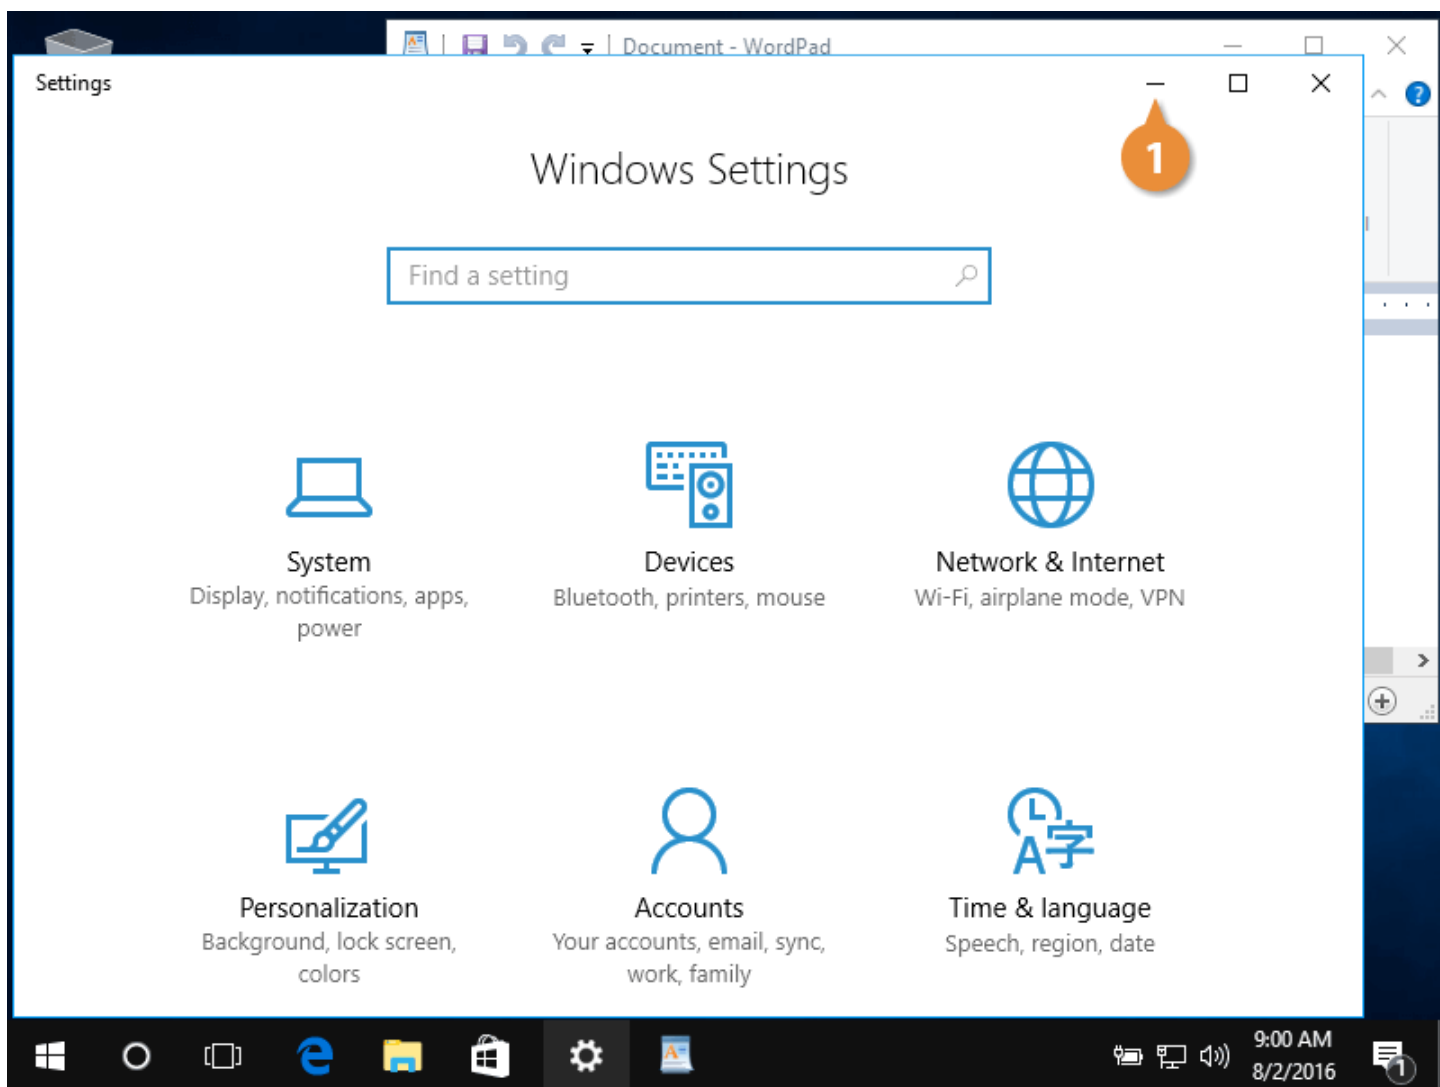 Document - WordPad
Settings
1
Windows Settings
Find a setting
System
Display, notifications, apps,
power
Devices
Bluetooth, printers, mouse
Network & Internet
Wi-Fi, airplane mode, VPN
Personalization
Background, lock screen,
colors
Accounts
Your accounts, email, sync,
work, family
Time & language
Speech, region, date
9:00 AM
8/2/2016
1